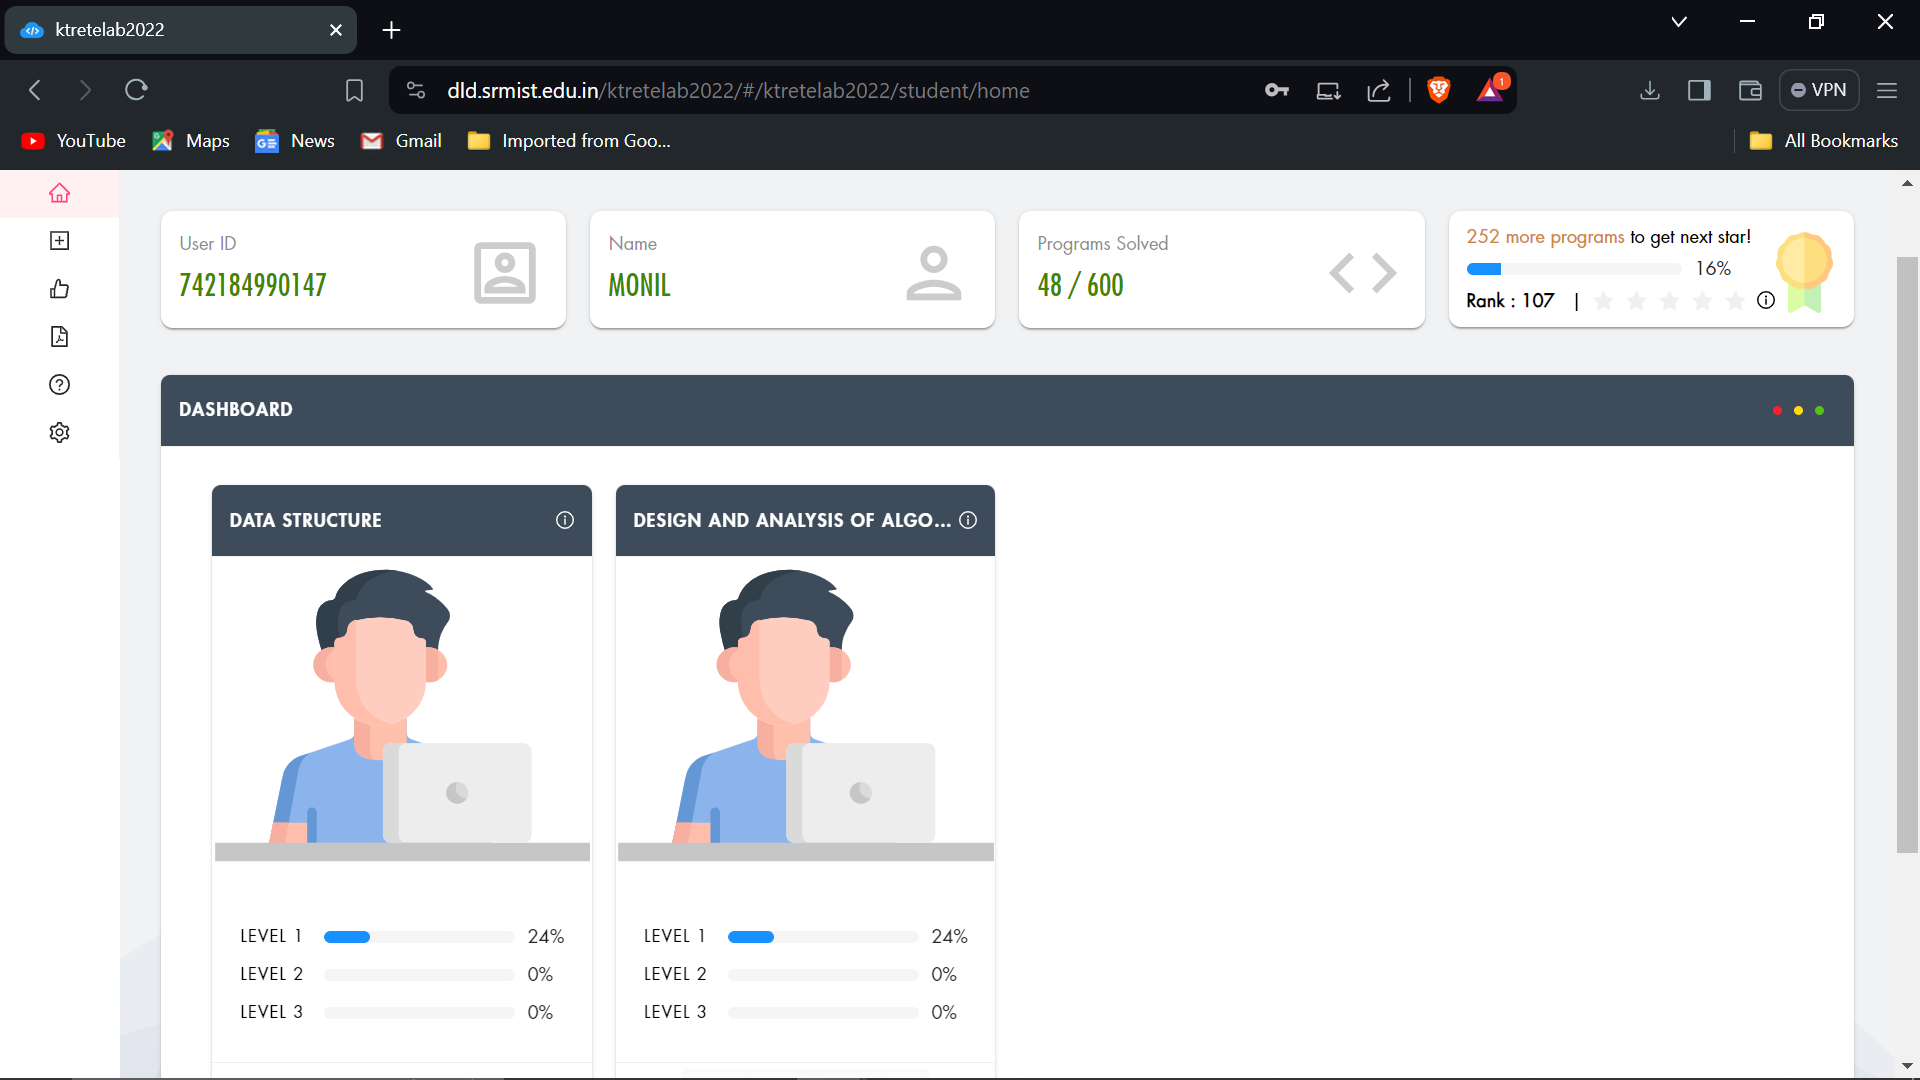 ktretelab2022
dld.srmist.edu.in/ktretelab2022/#/ktretelab2022/student/home
1
VPN
YouTube
Maps
News
Gmail
Imported from Goo...
All Bookmarks
User ID
742184990147
Name
MONIL
Programs Solved
48 / 600
252 more programs to get next star!
16%
Rank : 107 |
DASHBOARD
DATA STRUCTURE
LEVEL 1 24%
LEVEL 2 0%
LEVEL 3 0%
DESIGN AND ANALYSIS OF ALGO...
LEVEL 1 24%
LEVEL 2 0%
LEVEL 3 0%